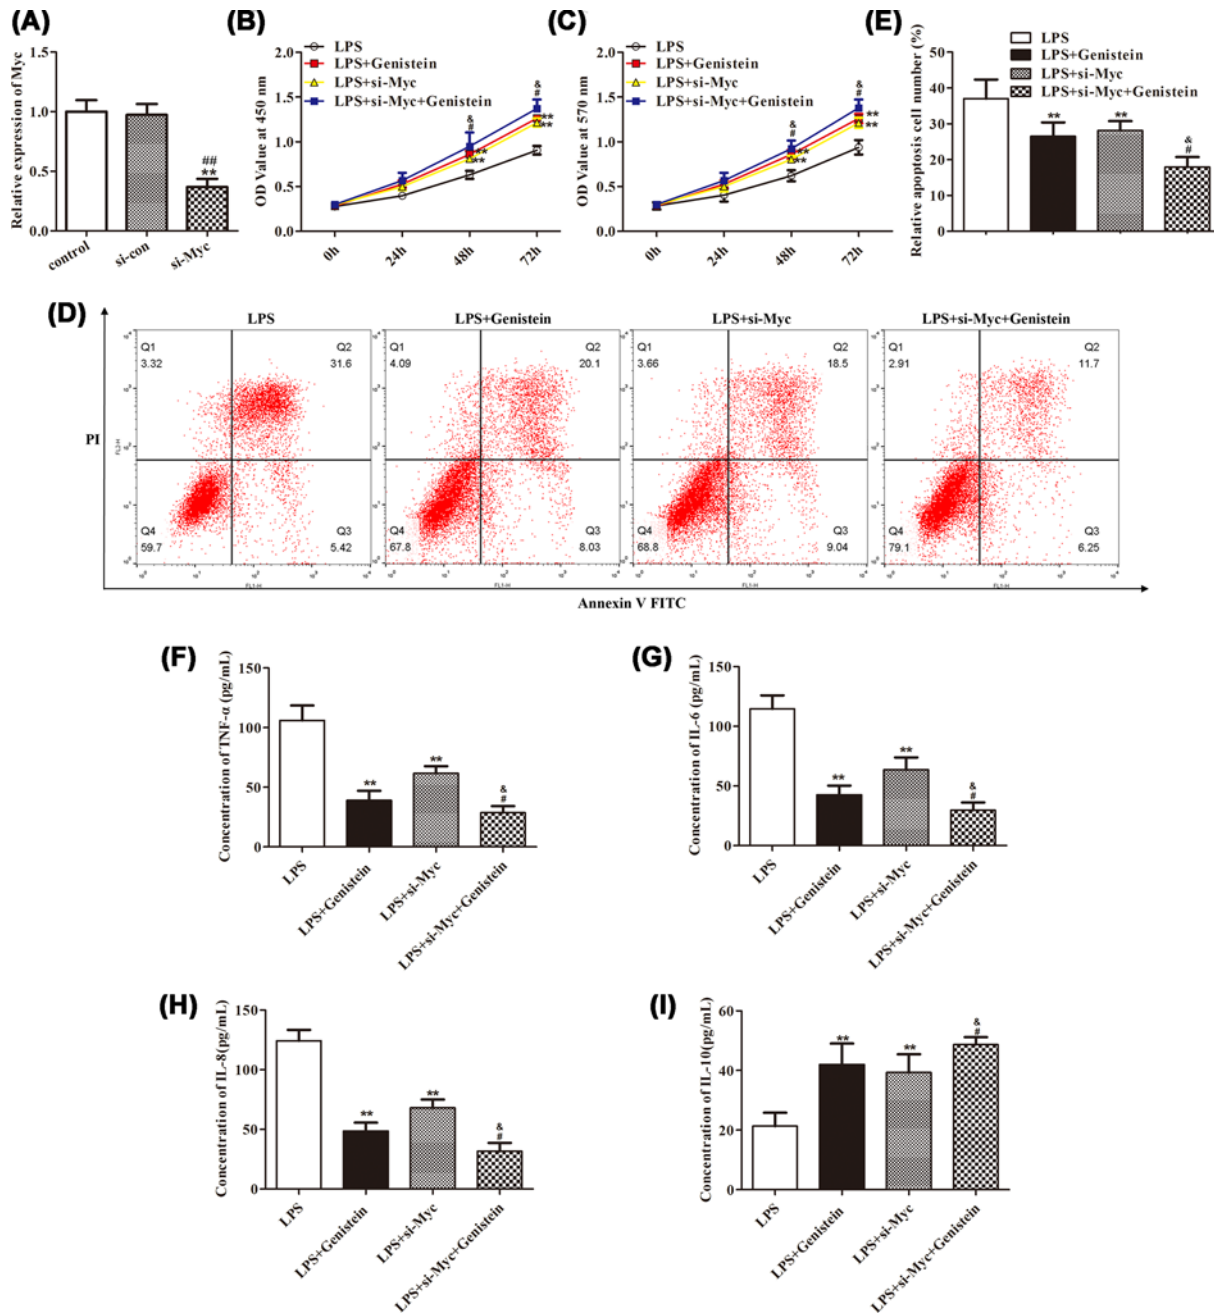 (A)
Relative expression of Myc
1.5
1.0
0.5
0.0
##
**
control
si-con
si-Myc
(B)
OD Value at 450 nm
2.0
1.5
1.0
0.5
0.0
LPS
LPS+Genistein
LPS+si-Myc
LPS+si-Myc+Genistein
&
#
**
**
&
#
**
**
0h
24h
48h
72h
(C)
OD Value at 570 nm
2.0
1.5
1.0
0.5
0.0
LPS
LPS+Genistein
LPS+si-Myc
LPS+si-Myc+Genistein
&
#
**
**
&
#
**
**
0h
24h
48h
72h
(E)
Relative apoptosis cell number (%)
50
40
30
20
10
0
LPS
LPS+Genistein
LPS+si-Myc
LPS+si-Myc+Genistein
**
**
&
#
(D)
PI
LPS
Q1
3.32
Q2
31.6
Q4
59.7
Q3
5.42
LPS+Genistein
Q1
4.09
Q2
20.1
Q4
67.8
Q3
8.03
LPS+si-Myc
Q1
3.66
Q2
18.5
Q4
68.8
Q3
9.04
LPS+si-Myc+Genistein
Q1
2.91
Q2
11.7
Q4
79.1
Q3
6.25
Annexin V FITC
(F)
Concentration of TNF-α (pg/mL)
150
100
50
0
**
**
&
#
LPS
LPS+Genistein
LPS+si-Myc
LPS+si-Myc+Genistein
(G)
Concentration of IL-6 (pg/mL)
150
100
50
0
**
**
&
#
LPS
LPS+Genistein
LPS+si-Myc
LPS+si-Myc+Genistein
(H)
Concentration of IL-8(pg/mL)
150
100
50
0
**
**
&
#
LPS
LPS+Genistein
LPS+si-Myc
LPS+si-Myc+Genistein
(I)
Concentration of IL-10(pg/mL)
60
40
20
0
**
**
&
#
LPS
LPS+Genistein
LPS+si-Myc
LPS+si-Myc+Genistein